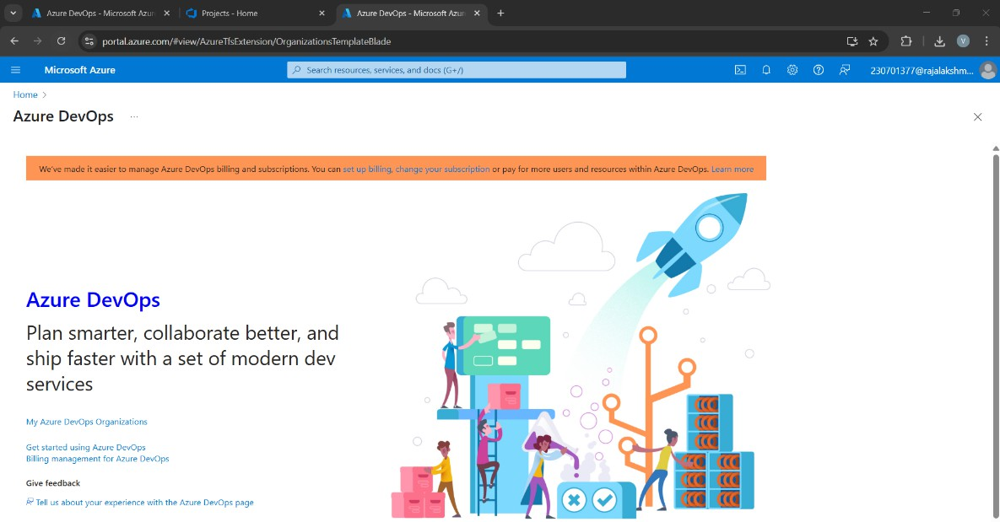 Azure DevOps - Microsoft Azur
Projects - Home
Azure DevOps - Microsoft Azur
portal.azure.com/#view/AzureTfsExtension/OrganizationsTemplateBlade
V
Microsoft Azure
Search resources, services, and docs (G+/)
230701377@rajalakshm...
Home
Azure DevOps
...
We've made it easier to manage Azure DevOps billing and subscriptions. You can set up billing, change your subscription or pay for more users and resources within Azure DevOps. Learn more
Azure DevOps
Plan smarter, collaborate better, and
ship faster with a set of modern dev
services
My Azure DevOps Organizations
Get started using Azure DevOps
Billing management for Azure DevOps
Give feedback
Tell us about your experience with the Azure DevOps page